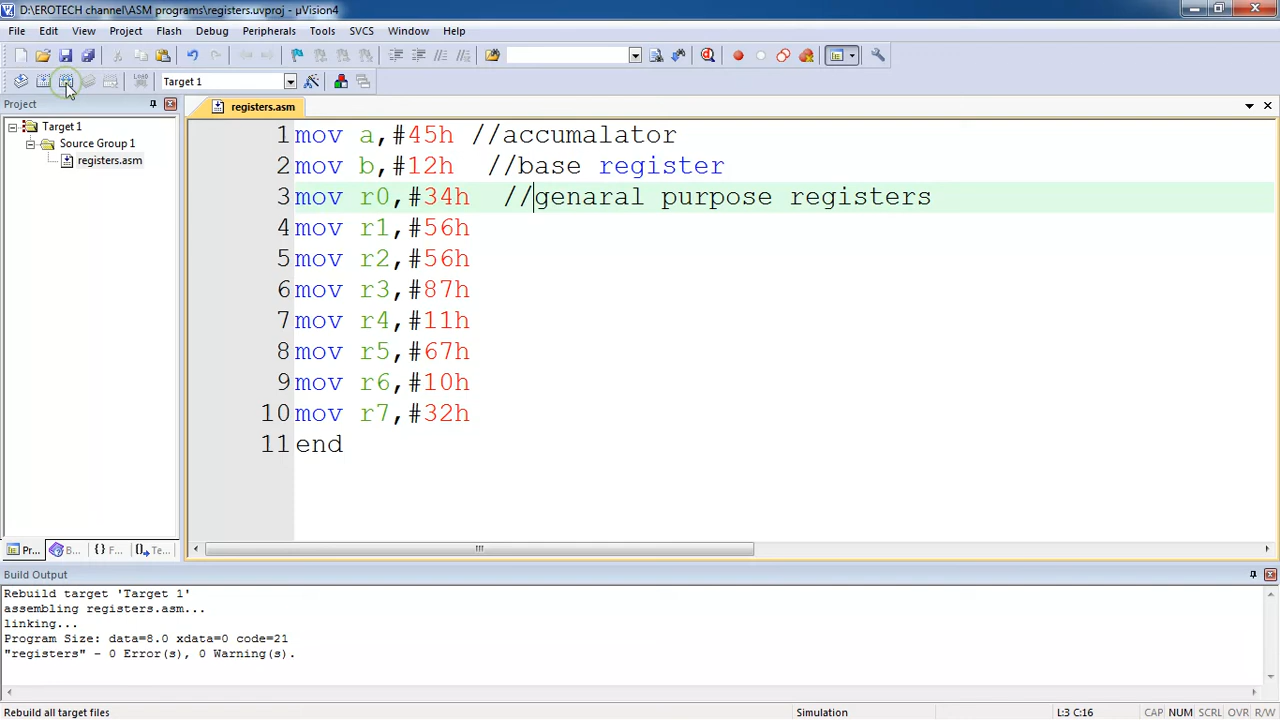 D:\EROTECH channel\ASM programs\registers.uvproj - µVision4
File Edit View Project Flash Debug Peripherals Tools SVCS Window Help
LOAD Target 1
Project
registers.asm
Target 1
Source Group 1
registers.asm
1 mov a,#45h //accumalator
2 mov b,#12h //base register
3 mov r0,#34h //genaral purpose registers
4 mov r1,#56h
5 mov r2,#56h
6 mov r3,#87h
7 mov r4,#11h
8 mov r5,#67h
9 mov r6,#10h
10 mov r7,#32h
11 end
Pr... B... {} F... Te...
Build Output
Rebuild target 'Target 1'
assembling registers.asm...
linking...
Program Size: data=8.0 xdata=0 code=21
"registers" - 0 Error(s), 0 Warning(s).
Rebuild all target files Simulation L:3 C:16 CAP NUM SCRL OVR R/W